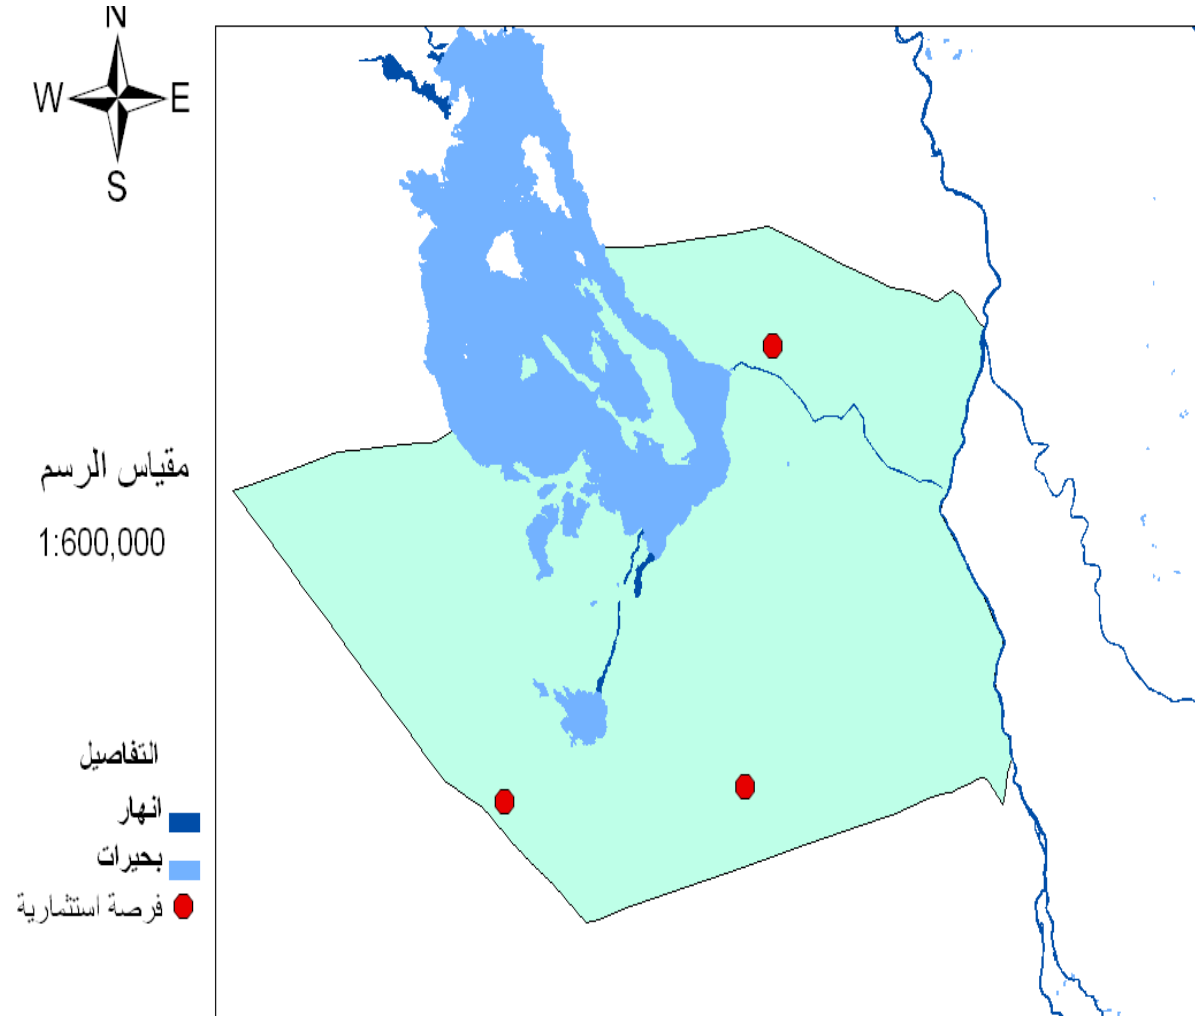 N
W E
S
مقياس الرسم
1:600,000
التفاصيل
انهار
بحيرات
فرصة استثمارية